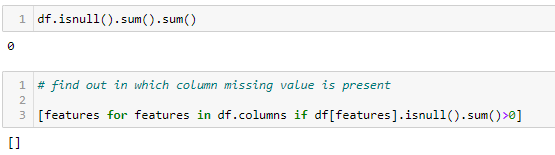 1 df.isnull().sum().sum()
0
1 # find out in which column missing value is present
2
3 [features for features in df.columns if df[features].isnull().sum()>0]
[]